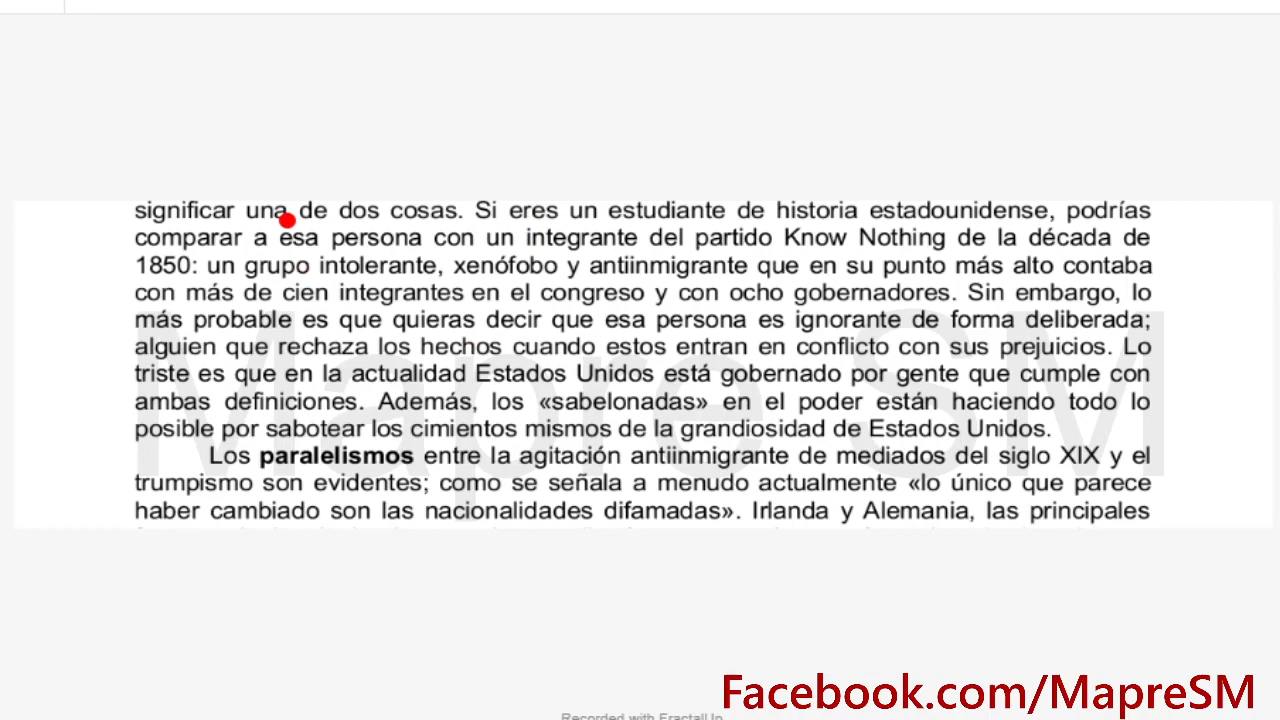 significar una de dos cosas. Si eres un estudiante de historia estadounidense, podrías
comparar a esa persona con un integrante del partido Know Nothing de la década de
1850: un grupo intolerante, xenófobo y antiinmigrante que en su punto más alto contaba
con más de cien integrantes en el congreso y con ocho gobernadores. Sin embargo, lo
más probable es que quieras decir que esa persona es ignorante de forma deliberada;
alguien que rechaza los hechos cuando estos entran en conflicto con sus prejuicios. Lo
triste es que en la actualidad Estados Unidos está gobernado por gente que cumple con
ambas definiciones. Además, los «sabelonadas» en el poder están haciendo todo lo
posible por sabotear los cimientos mismos de la grandiosidad de Estados Unidos.
Los paralelismos entre la agitación antiinmigrante de mediados del siglo XIX y el
trumpismo son evidentes; como se señala a menudo actualmente «lo único que parece
haber cambiado son las nacionalidades difamadas». Irlanda y Alemania, las principales
Mapre SM
Facebook.com/MapreSM
Recorded with FractalUp